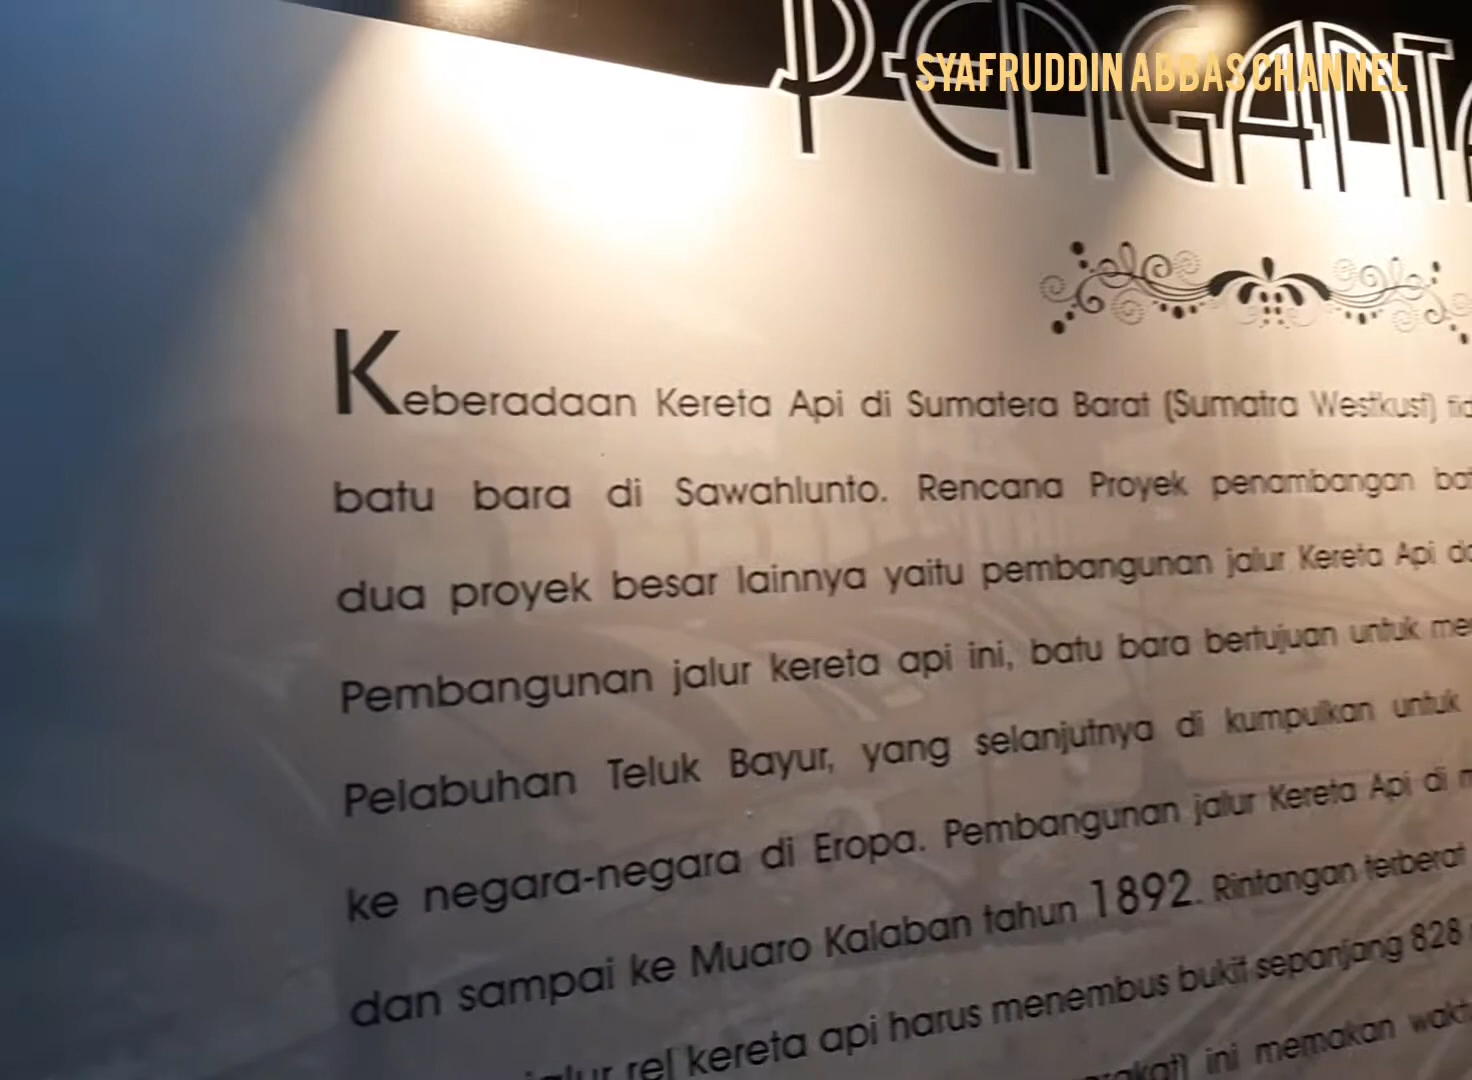 PENGANTA
SYAFRUDDIN ABBAS CHANNEL
Keberadaan Kereta Api di Sumatera Barat (Sumatra Westkust)
batu bara di Sawahlunto. Rencana Proyek penambangan
dua proyek besar lainnya yaitu pembangunan jalur Kereta Api
Pembangunan jalur kereta api ini, batu bara bertujuan untuk
Pelabuhan Teluk Bayur, yang selanjutnya di kumpulkan untuk
ke negara-negara di Eropa. Pembangunan jalur Kereta Api di
dan sampai ke Muaro Kalaban tahun 1892. Rintangan terberat
rel kereta api harus menembus bukit sepanjang 828
ini memakan